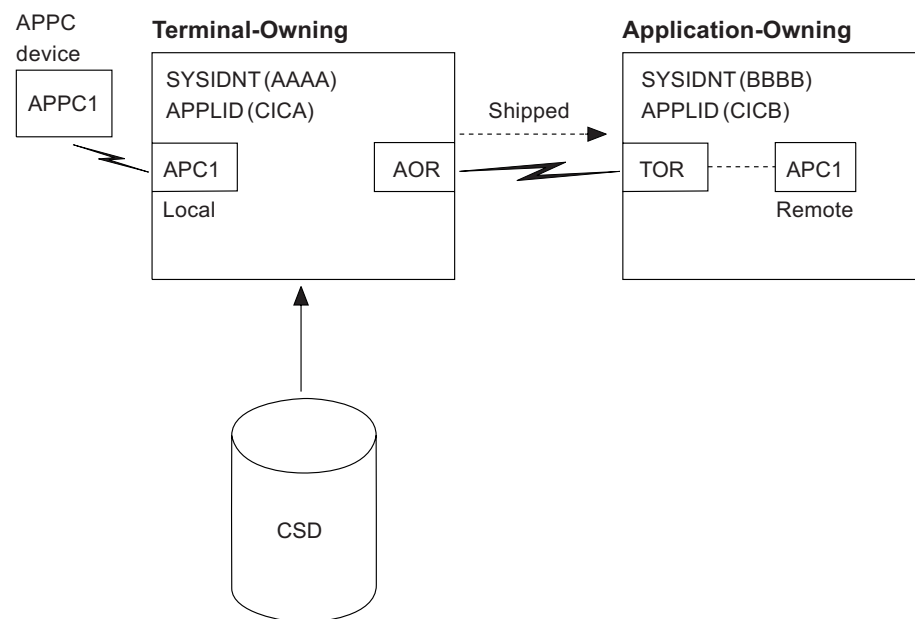 APPC
device
APPC1
Terminal-Owning
SYSIDNT (AAAA)
APPLID (CICA)
APC1
Local
AOR
Shipped
Application-Owning
SYSIDNT (BBBB)
APPLID (CICB)
TOR
APC1
Remote
CSD